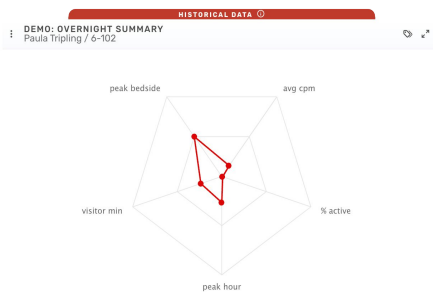 HISTORICAL DATA
DEMO: OVERNIGHT SUMMARY
Paula Tripling / 6-102
peak bedside
avg cpm
visitor min
% active
peak hour